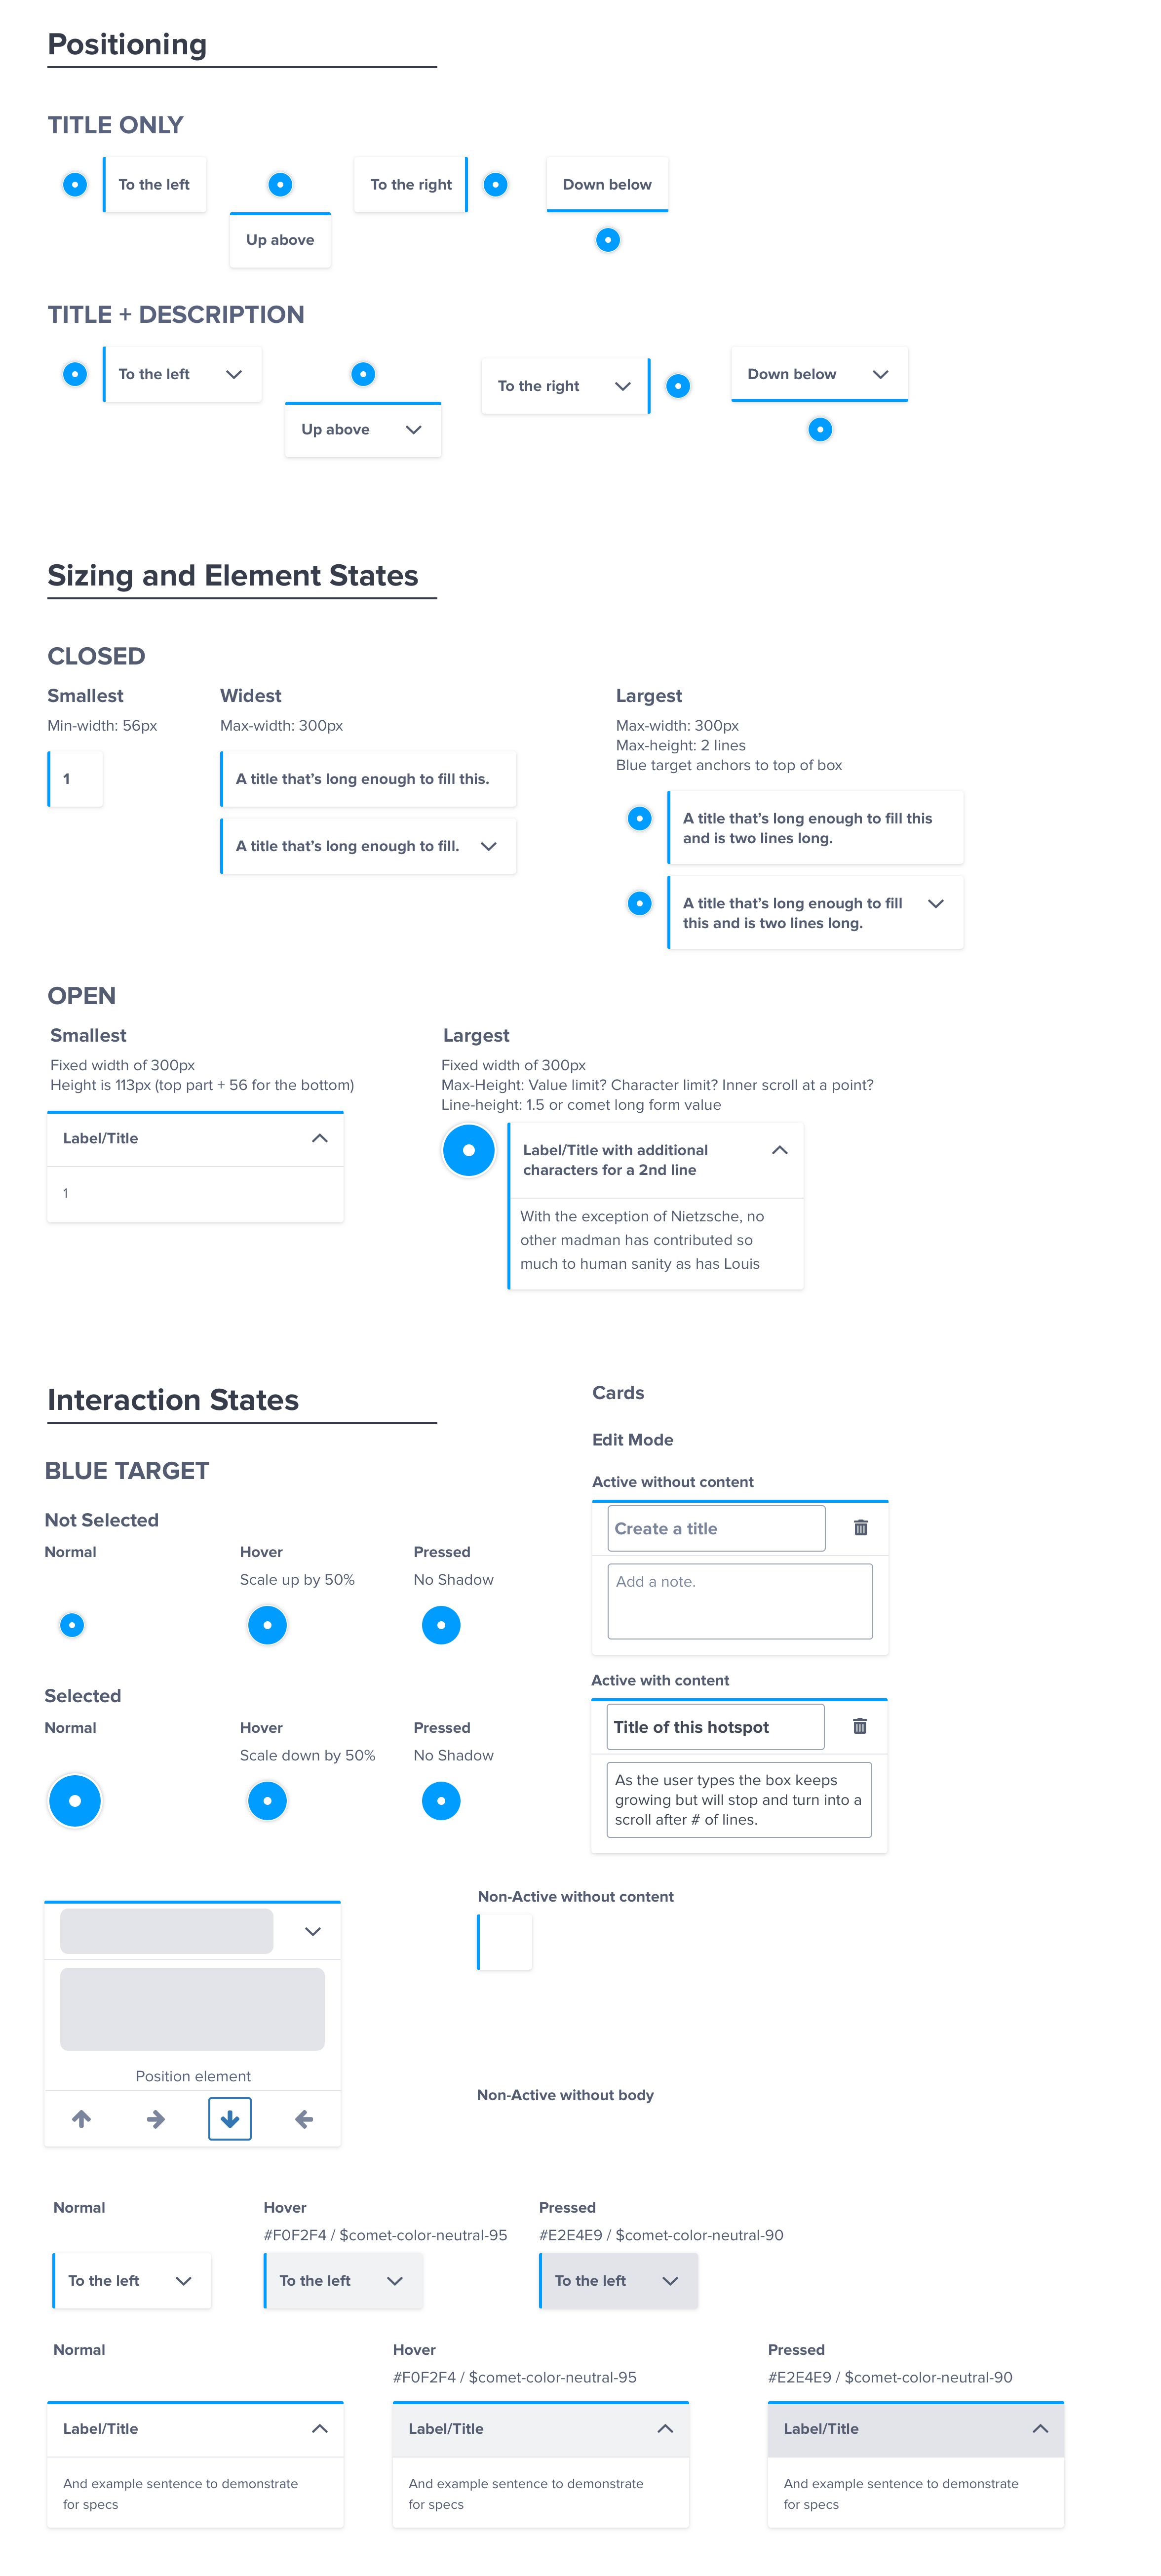 Positioning
TITLE ONLY
To the left
Up above
To the right
Down below
TITLE + DESCRIPTION
To the left
Up above
To the right
Down below
Sizing and Element States
CLOSED
Smallest
Min-width: 56px
1
Widest
Max-width: 300px
A title that’s long enough to fill this.
A title that’s long enough to fill.
Largest
Max-width: 300px
Max-height: 2 lines
Blue target anchors to top of box
A title that’s long enough to fill this
and is two lines long.
A title that’s long enough to fill
this and is two lines long.
OPEN
Smallest
Fixed width of 300px
Height is 113px (top part + 56 for the bottom)
Label/Title
1
Largest
Fixed width of 300px
Max-Height: Value limit? Character limit? Inner scroll at a point?
Line-height: 1.5 or comet long form value
Label/Title with additional
characters for a 2nd line
With the exception of Nietzsche, no
other madman has contributed so
much to human sanity as has Louis
Interaction States
BLUE TARGET
Not Selected
Normal
Hover
Scale up by 50%
Pressed
No Shadow
Selected
Normal
Hover
Scale down by 50%
Pressed
No Shadow
Cards
Edit Mode
Active without content
Create a title
Add a note.
Active with content
Title of this hotspot
As the user types the box keeps
growing but will stop and turn into a
scroll after # of lines.
Position element
Non-Active without content
Non-Active without body
Normal
To the left
Hover
#F0F2F4 / $comet-color-neutral-95
To the left
Pressed
#E2E4E9 / $comet-color-neutral-90
To the left
Normal
Label/Title
And example sentence to demonstrate
for specs
Hover
#F0F2F4 / $comet-color-neutral-95
Label/Title
And example sentence to demonstrate
for specs
Pressed
#E2E4E9 / $comet-color-neutral-90
Label/Title
And example sentence to demonstrate
for specs